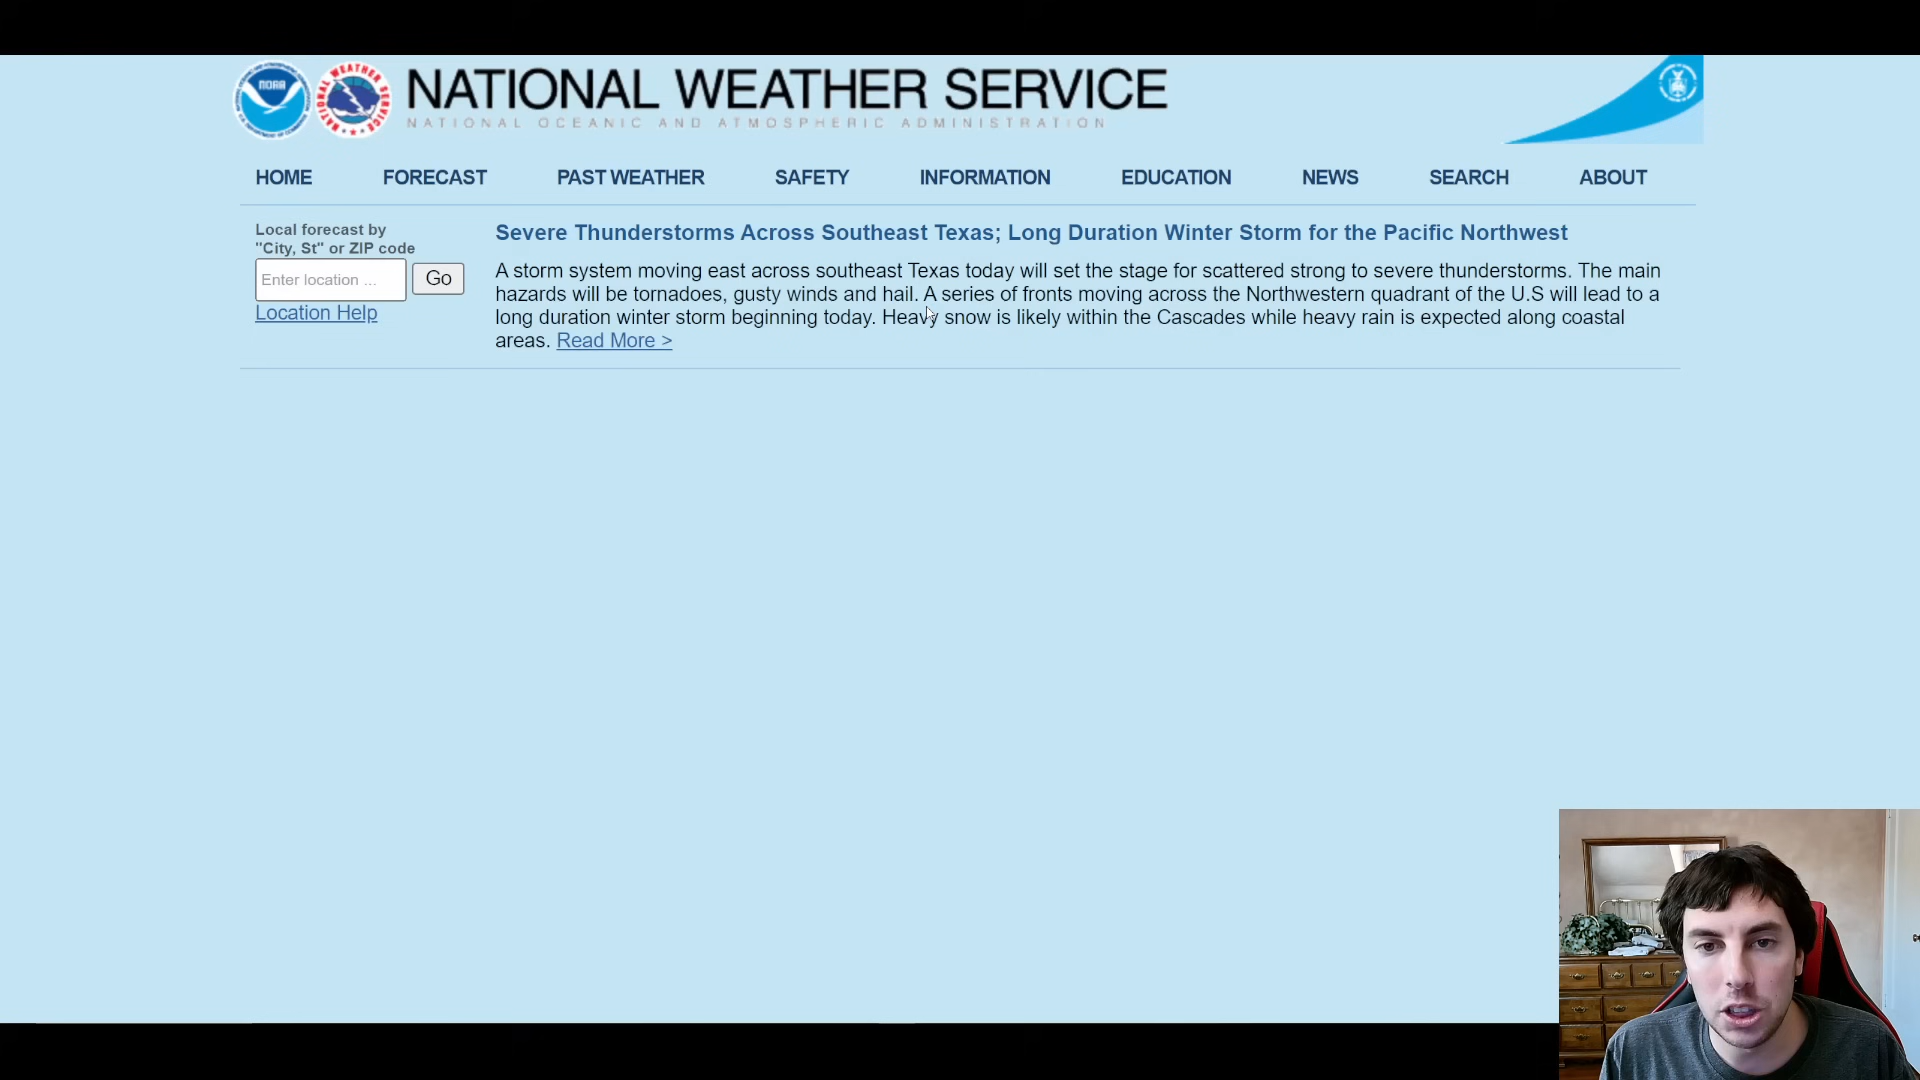 NATIONAL WEATHER SERVICE
NATIONAL OCEANIC AND ATMOSPHERIC ADMINISTRATION
HOME FORECAST PAST WEATHER SAFETY INFORMATION EDUCATION NEWS SEARCH ABOUT
Local forecast by
"City, St" or ZIP code
Enter location ... Go
Location Help
Severe Thunderstorms Across Southeast Texas; Long Duration Winter Storm for the Pacific Northwest
A storm system moving east across southeast Texas today will set the stage for scattered strong to severe thunderstorms. The main
hazards will be tornadoes, gusty winds and hail. A series of fronts moving across the Northwestern quadrant of the U.S will lead to a
long duration winter storm beginning today. Heavy snow is likely within the Cascades while heavy rain is expected along coastal
areas. Read More >
NOAA
WEATHER